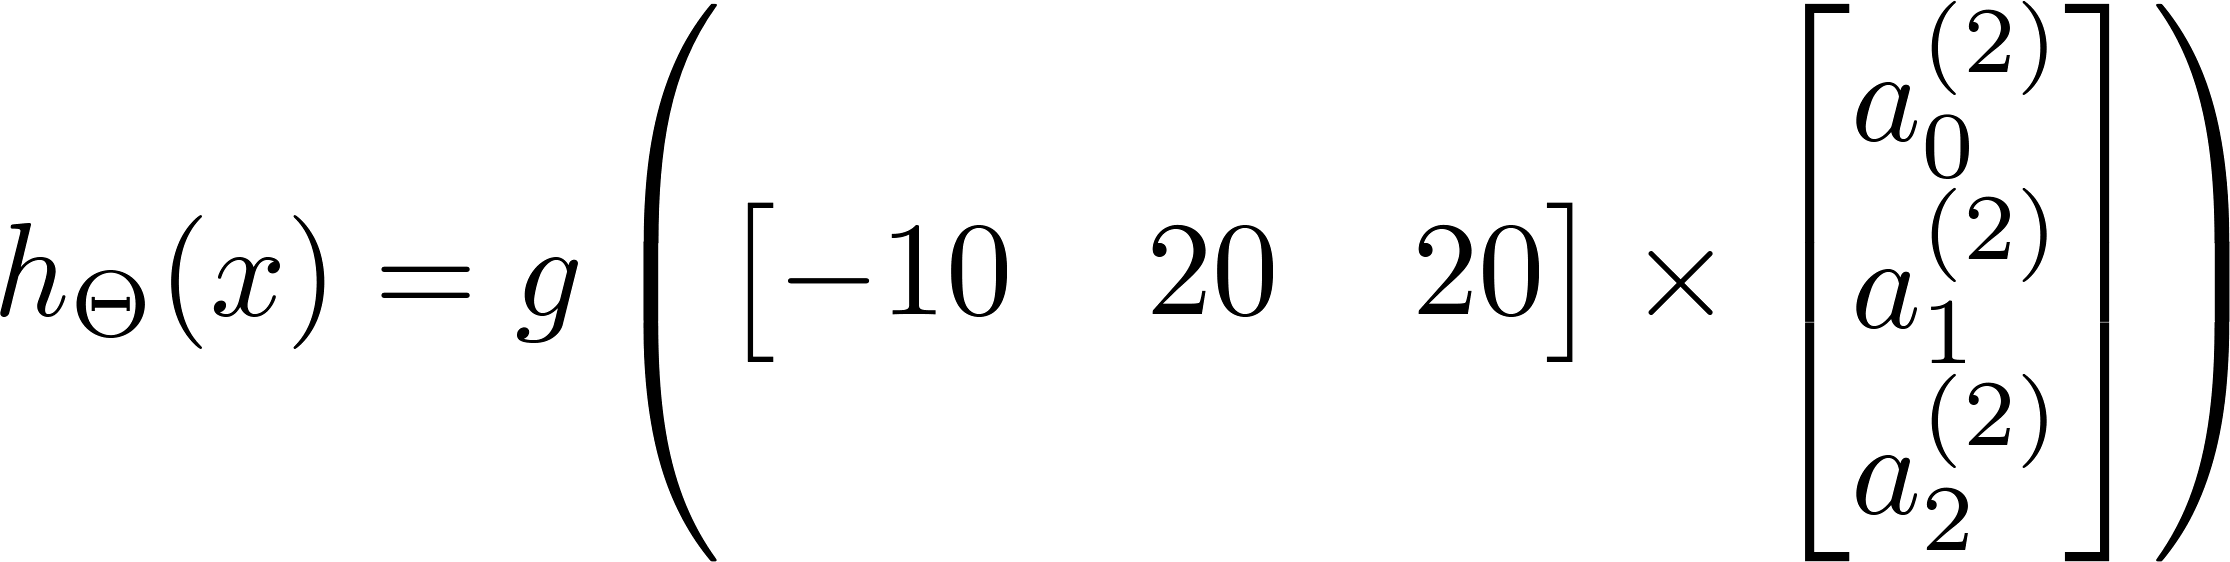 h_Θ(x) = g([−10 20 20] × [a_0^{(2)} a_1^{(2)} a_2^{(2)}])